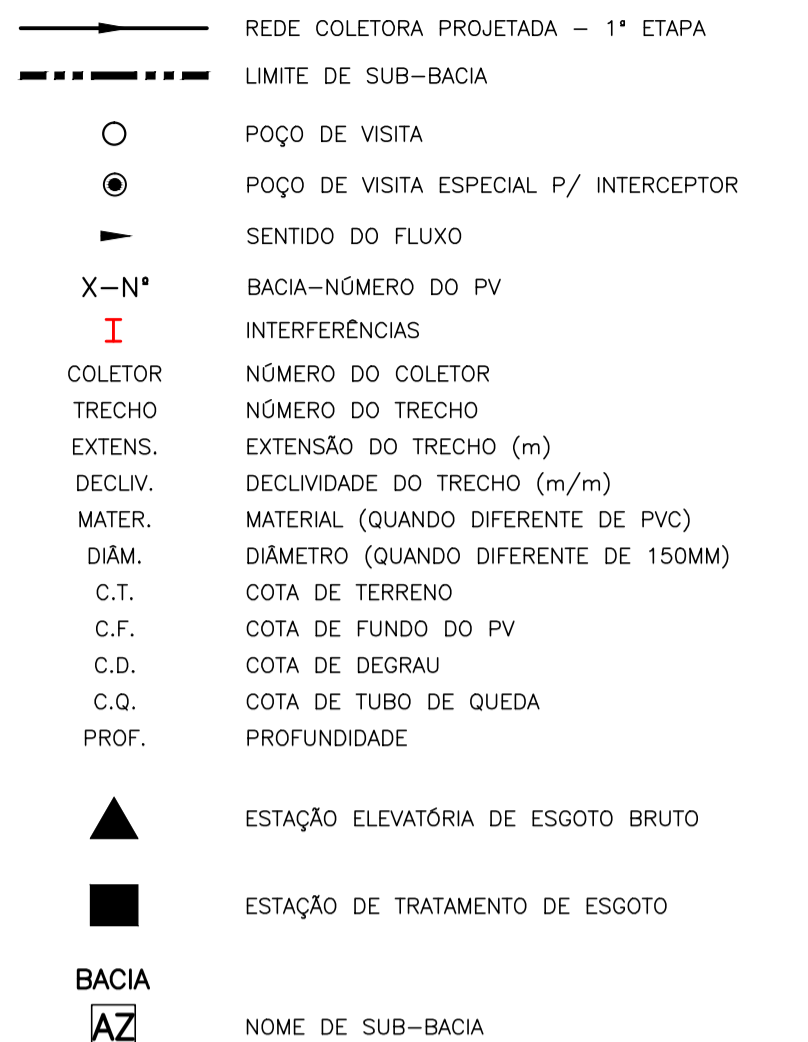 REDE COLETORA PROJETADA – 1ª ETAPA
LIMITE DE SUB–BACIA
POÇO DE VISITA
POÇO DE VISITA ESPECIAL P/ INTERCEPTOR
SENTIDO DO FLUXO
X–Nª BACIA–NÚMERO DO PV
I INTERFERÊNCIAS
COLETOR NÚMERO DO COLETOR
TRECHO NÚMERO DO TRECHO
EXTENS. EXTENSÃO DO TRECHO (m)
DECLIV. DECLIVIDADE DO TRECHO (m/m)
MATER. MATERIAL (QUANDO DIFERENTE DE PVC)
DIÂM. DIÂMETRO (QUANDO DIFERENTE DE 150MM)
C.T. COTA DE TERRENO
C.F. COTA DE FUNDO DO PV
C.D. COTA DE DEGRAU
C.Q. COTA DE TUBO DE QUEDA
PROF. PROFUNDIDADE
ESTAÇÃO ELEVATÓRIA DE ESGOTO BRUTO
ESTAÇÃO DE TRATAMENTO DE ESGOTO
BACIA
AZ NOME DE SUB–BACIA